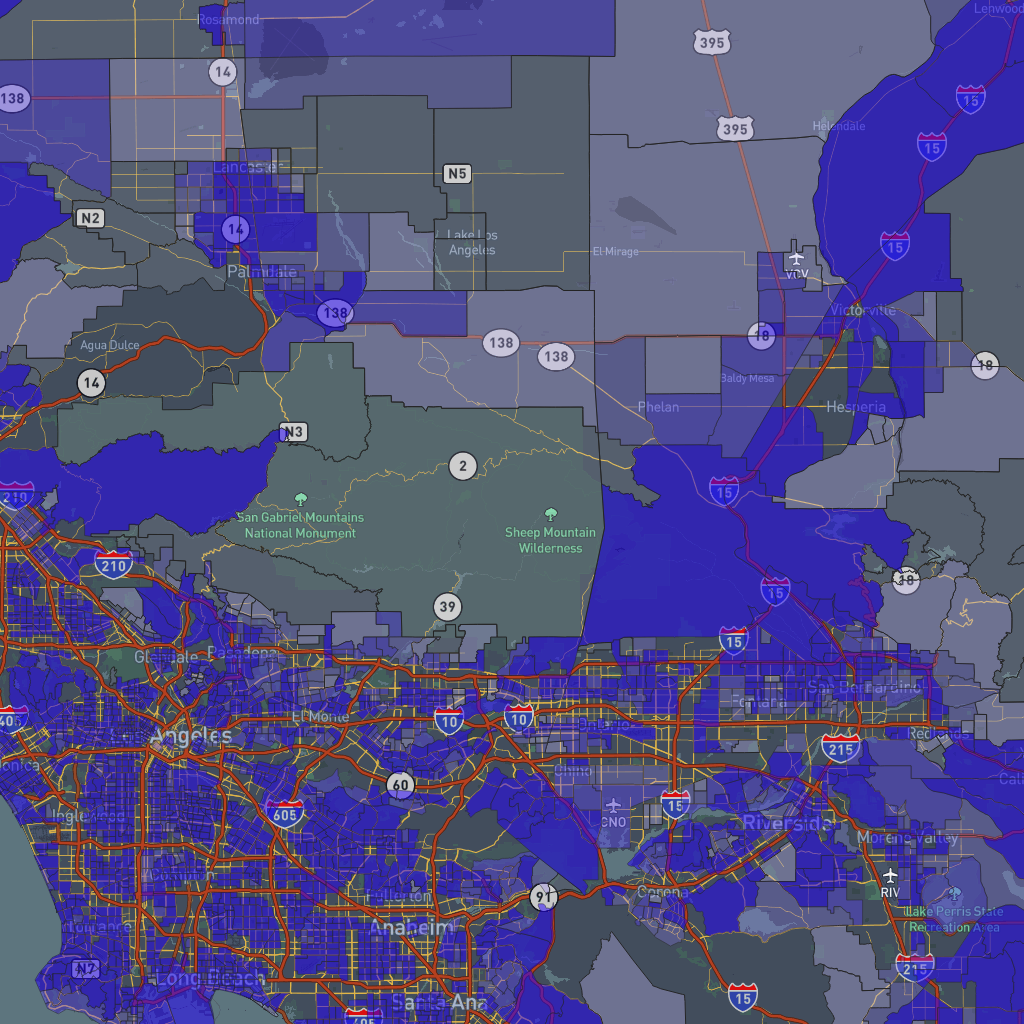 Rosamond
Lenwood
395
14
138
15
395
Helendale
15
Lancaster
N5
N2
14
Lake Los
Angeles
15
El Mirage
VCV
Palmdale
138
Victorville
18
138
138
Agua Dulce
18
14
Baldy Mesa
Phelan
Hesperia
N3
2
15
210
San Gabriel Mountains
National Monument
Sheep Mountain
Wilderness
210
18
15
39
15
Glendale
Pasadena
San Bernardino
Fontana
405
El Monte
10
10
Ontario
Angeles
Redlands
215
Chino
60
15
605
CNO
Inglewood
Riverside
Moreno Valley
Compton
RIV
Fullerton
91
Corona
Lake Perris State
Recreation Area
Torrance
Anaheim
N7
Long Beach
215
15
Santa Ana
405